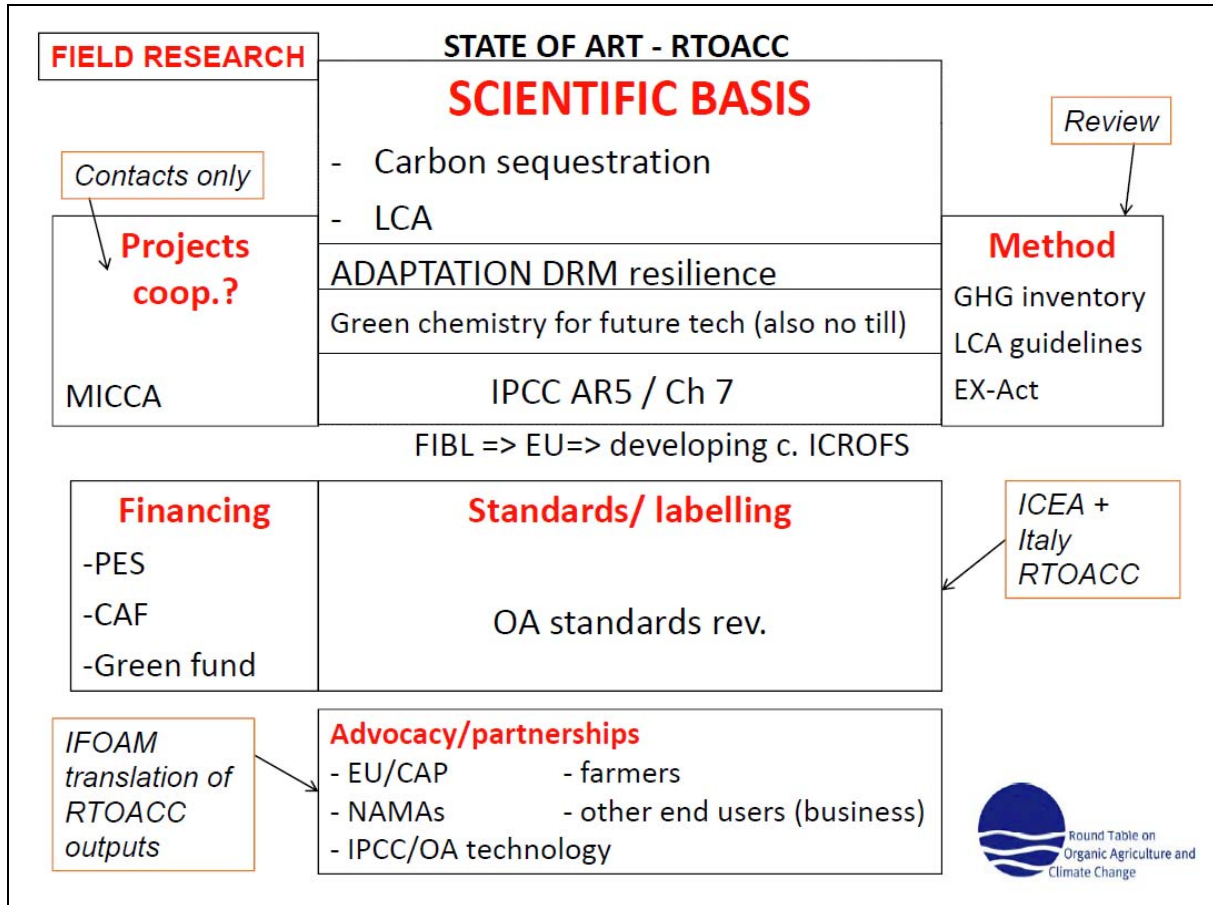 STATE OF ART - RTOACC
FIELD RESEARCH
SCIENTIFIC BASIS
- Carbon sequestration
- LCA
ADAPTATION DRM resilience
Green chemistry for future tech (also no till)
IPCC AR5 / Ch 7
Contacts only
Projects
coop.?
MICCA
Review
Method
GHG inventory
LCA guidelines
EX-Act
FIBL => EU=> developing c. ICROFS
Financing
-PES
-CAF
-Green fund
Standards/ labelling
OA standards rev.
ICEA +
Italy
RTOACC
IFOAM
translation of
RTOACC
outputs
Advocacy/partnerships
- EU/CAP - farmers
- NAMAs - other end users (business)
- IPCC/OA technology
Round Table on
Organic Agriculture and
Climate Change